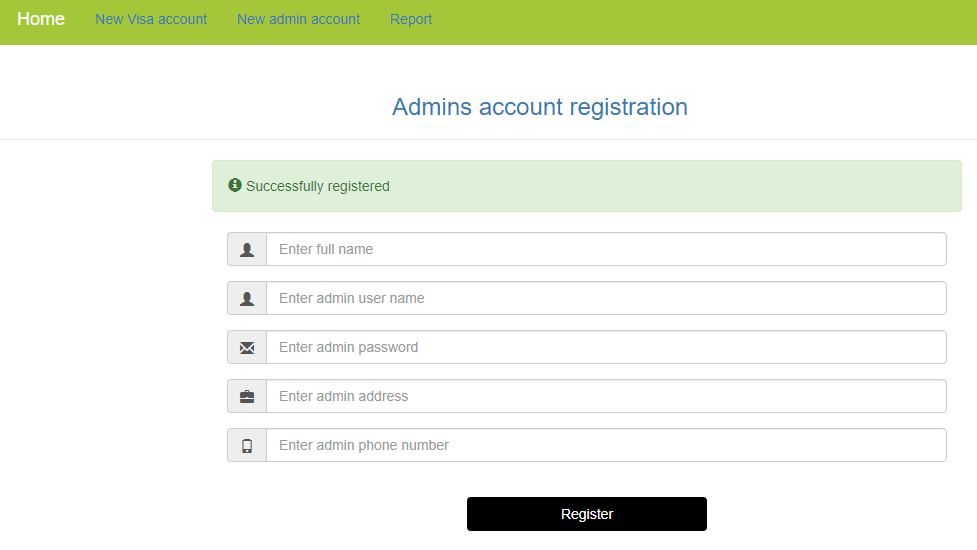 Home New Visa account New admin account Report
Admins account registration
Successfully registered
Enter full name
Enter admin user name
Enter admin password
Enter admin address
Enter admin phone number
Register